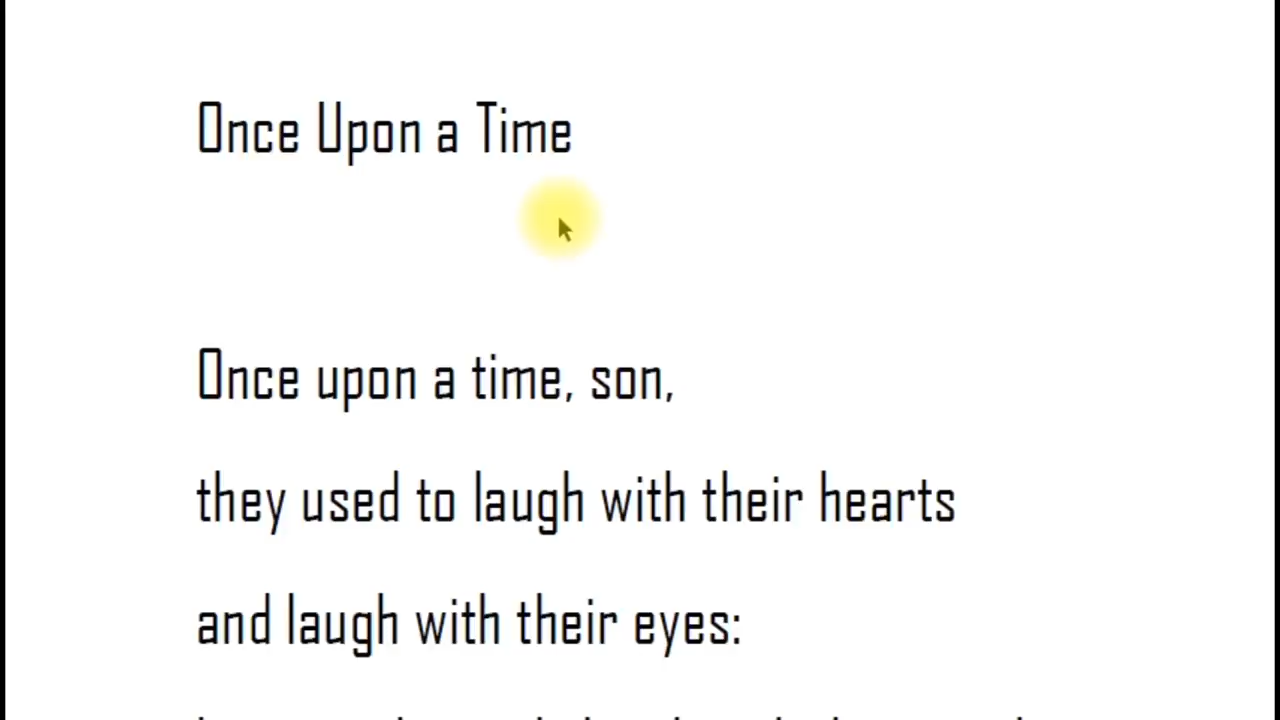 Once Upon a Time
Once upon a time, son,
they used to laugh with their hearts
and laugh with their eyes: